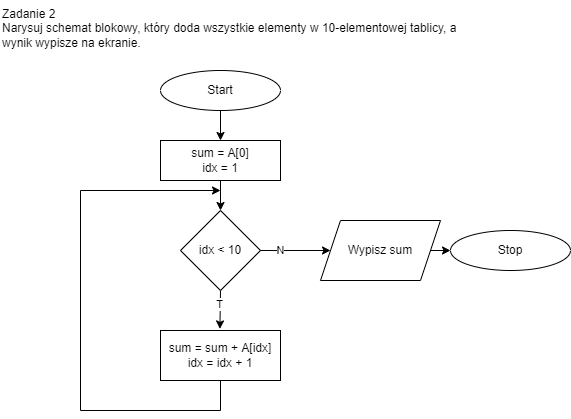 Zadanie 2
Narysuj schemat blokowy, który doda wszystkie elementy w 10-elementowej tablicy, a
wynik wypisze na ekranie.
Start
sum = A[0]
idx = 1
idx < 10
N
Wypisz sum
Stop
T
sum = sum + A[idx]
idx = idx + 1